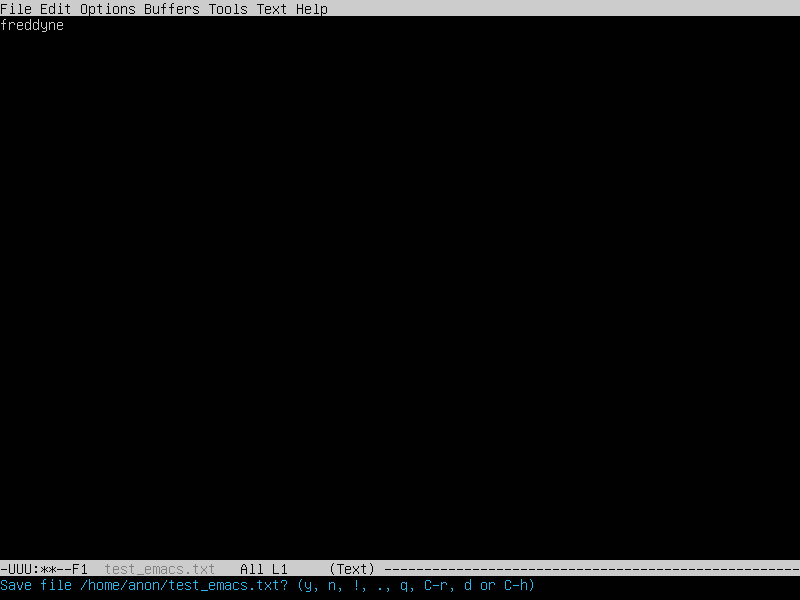 File Edit Options Buffers Tools Text Help
freddyne
-UUU:**--F1  test_emacs.txt   All L1     (Text) ----------------------------------------------------
Save file /home/anon/test_emacs.txt? (y, n, !, ., q, C-r, d or C-h)